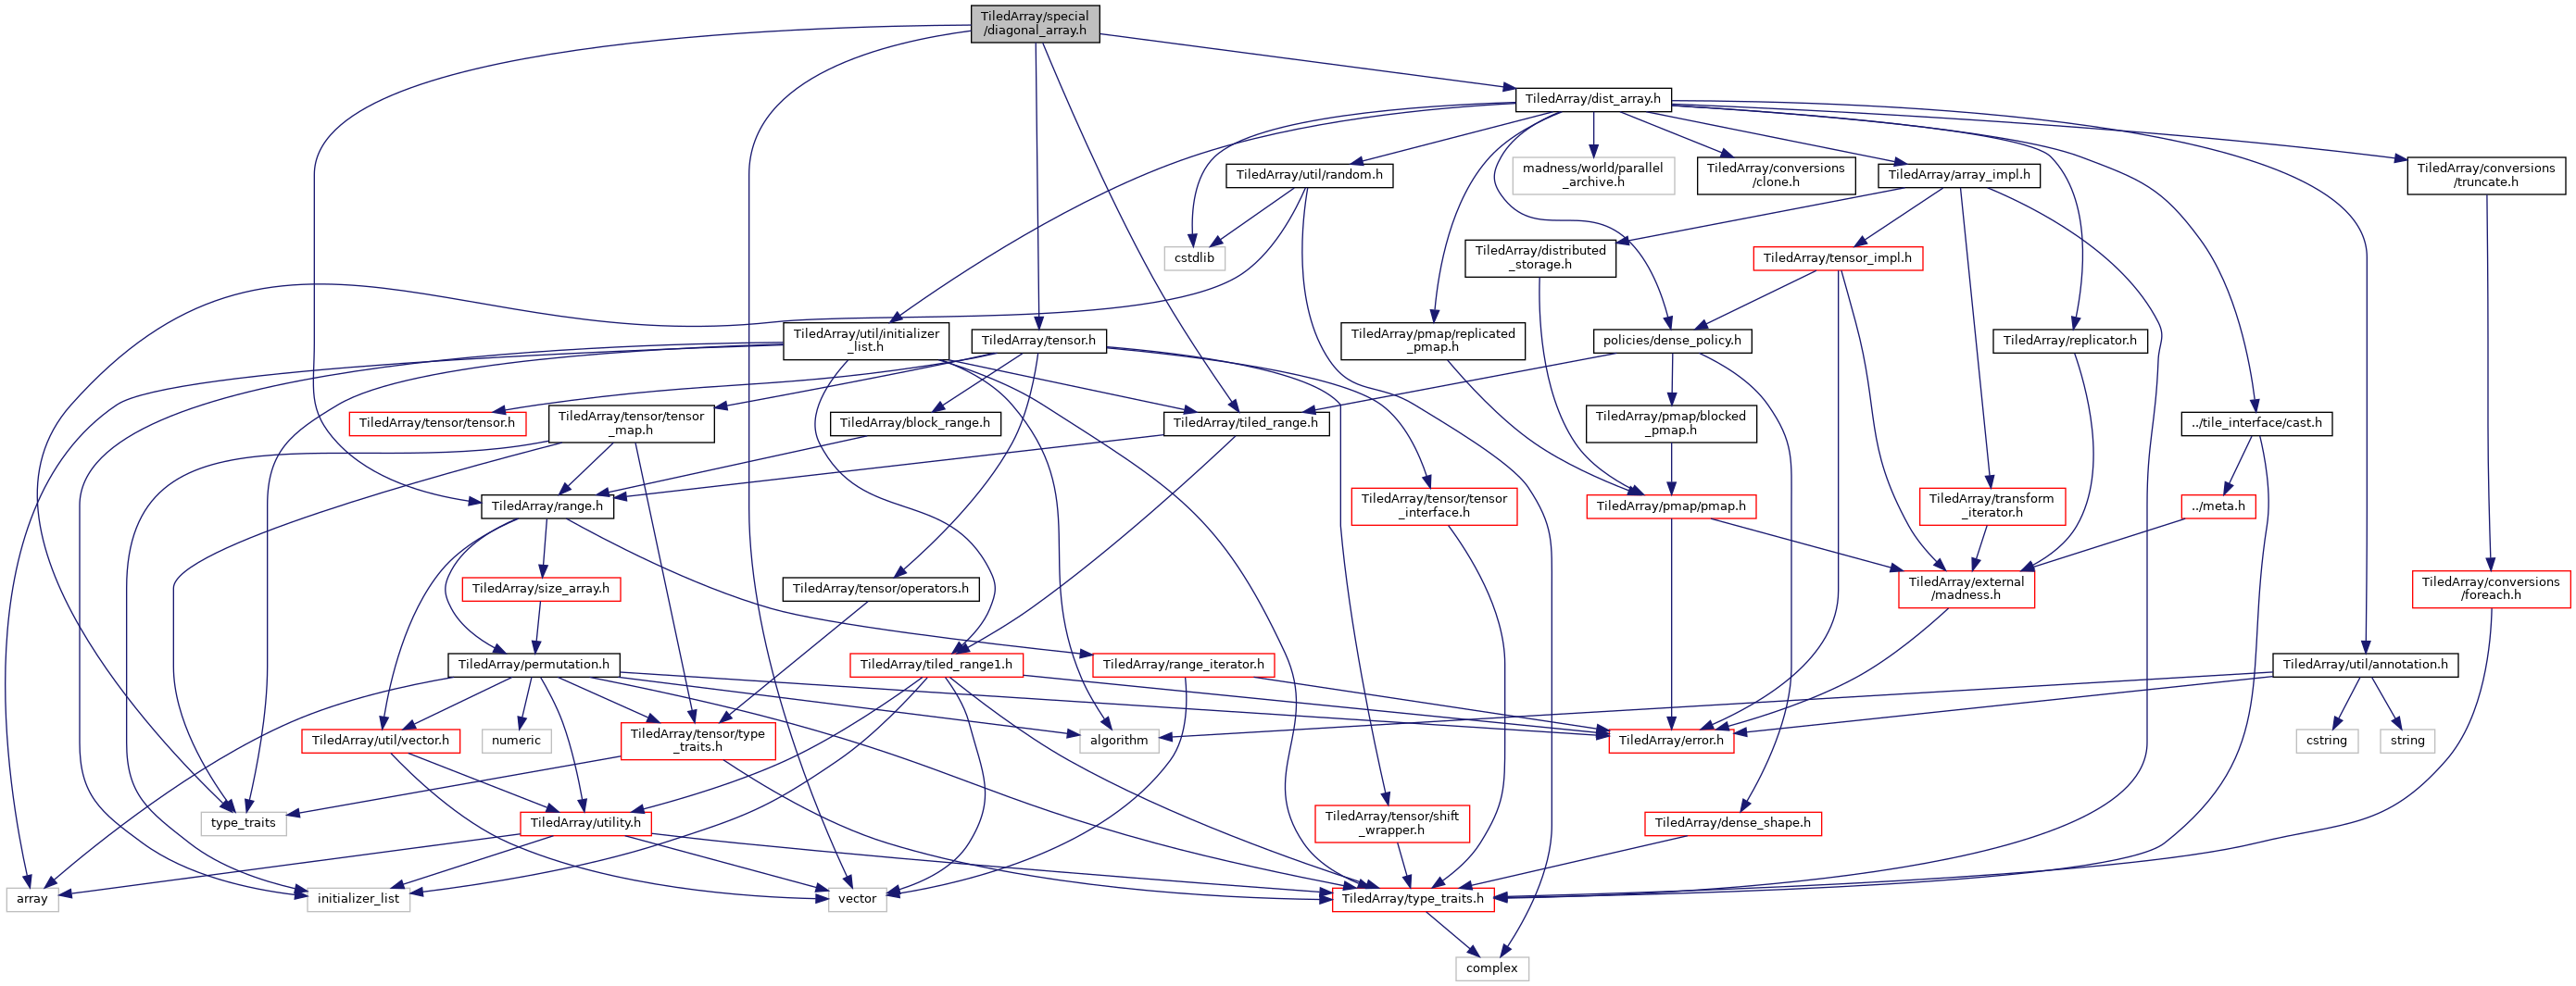 TiledArray/special
/diagonal_array.h
TiledArray/dist_array.h
TiledArray/util/random.h
madness/world/parallel
_archive.h
TiledArray/conversions
/clone.h
TiledArray/array_impl.h
TiledArray/conversions
/truncate.h
cstdlib
TiledArray/distributed
_storage.h
TiledArray/tensor_impl.h
TiledArray/util/initializer
_list.h
TiledArray/tensor.h
TiledArray/pmap/replicated
_pmap.h
policies/dense_policy.h
TiledArray/replicator.h
TiledArray/tensor/tensor.h
TiledArray/tensor/tensor
_map.h
TiledArray/block_range.h
TiledArray/tiled_range.h
TiledArray/pmap/blocked
_pmap.h
../tile_interface/cast.h
TiledArray/range.h
TiledArray/tensor/tensor
_interface.h
TiledArray/pmap/pmap.h
TiledArray/transform
_iterator.h
../meta.h
TiledArray/size_array.h
TiledArray/tensor/operators.h
TiledArray/external
/madness.h
TiledArray/conversions
/foreach.h
TiledArray/permutation.h
TiledArray/tiled_range1.h
TiledArray/range_iterator.h
TiledArray/util/annotation.h
TiledArray/util/vector.h
numeric
TiledArray/tensor/type
_traits.h
algorithm
TiledArray/error.h
cstring
string
type_traits
TiledArray/utility.h
TiledArray/tensor/shift
_wrapper.h
TiledArray/dense_shape.h
array
initializer_list
vector
TiledArray/type_traits.h
complex